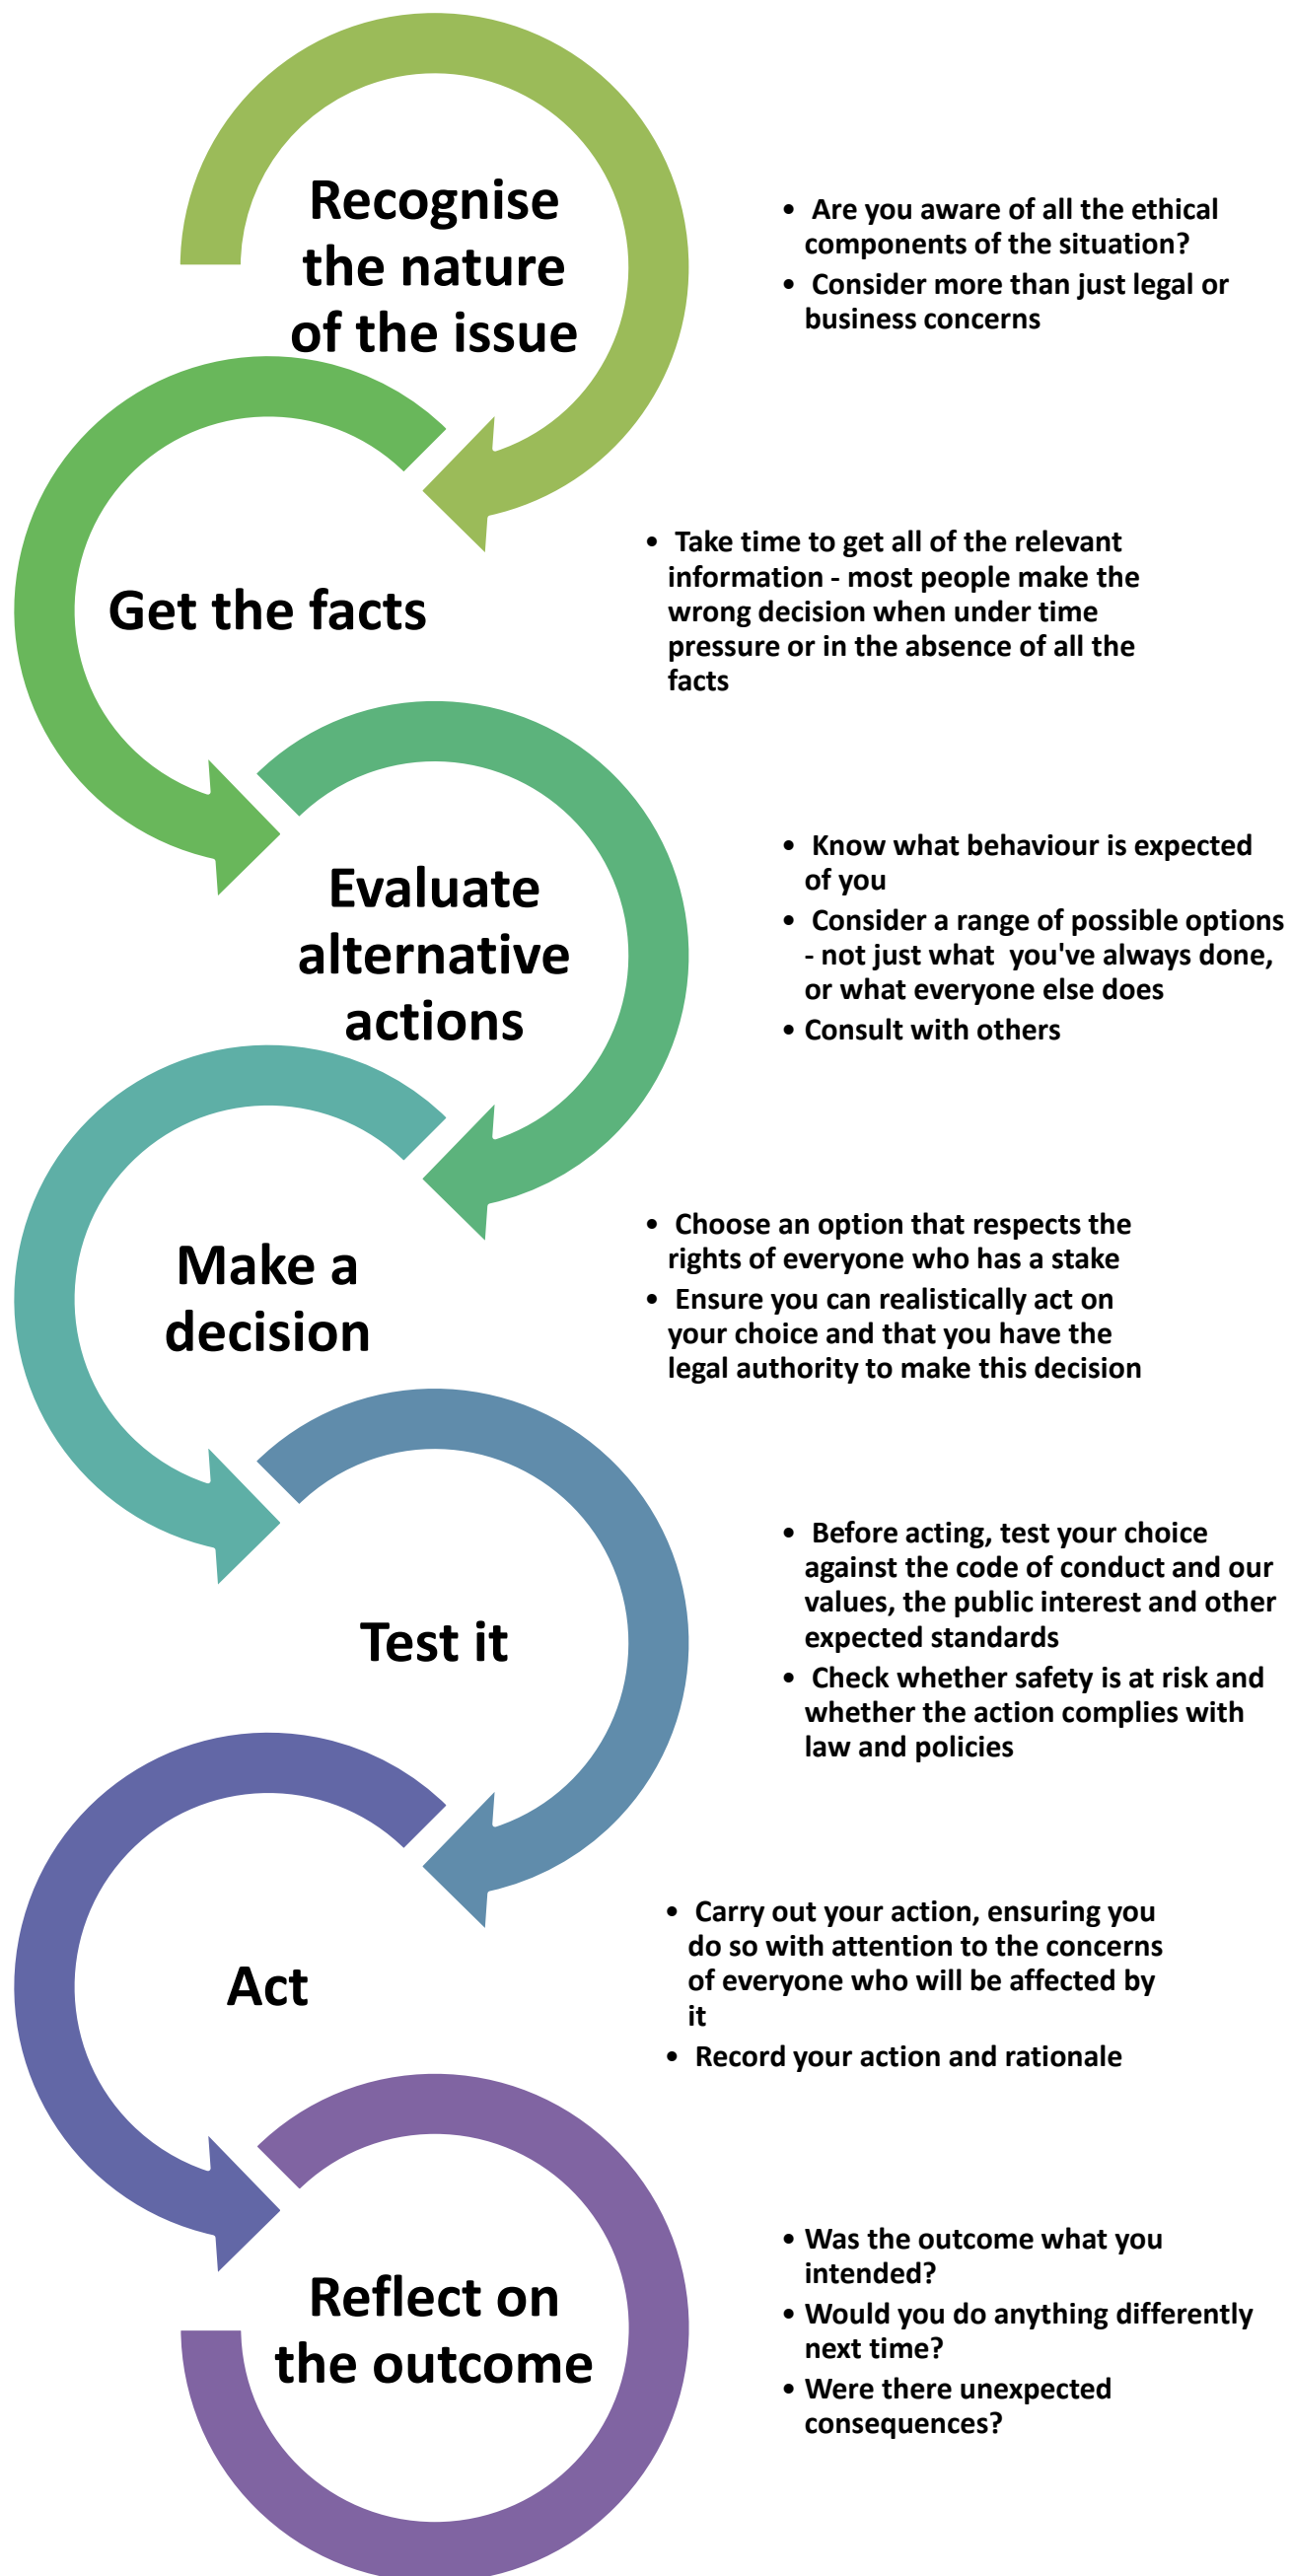 Recognise
the nature
of the issue
• Are you aware of all the ethical
components of the situation?
• Consider more than just legal or
business concerns
Get the facts
• Take time to get all of the relevant
information - most people make the
wrong decision when under time
pressure or in the absence of all the
facts
Evaluate
alternative
actions
• Know what behaviour is expected
of you
• Consider a range of possible options
- not just what you've always done,
or what everyone else does
• Consult with others
Make a
decision
• Choose an option that respects the
rights of everyone who has a stake
• Ensure you can realistically act on
your choice and that you have the
legal authority to make this decision
Test it
• Before acting, test your choice
against the code of conduct and our
values, the public interest and other
expected standards
• Check whether safety is at risk and
whether the action complies with
law and policies
Act
• Carry out your action, ensuring you
do so with attention to the concerns
of everyone who will be affected by
it
• Record your action and rationale
Reflect on
the outcome
• Was the outcome what you
intended?
• Would you do anything differently
next time?
• Were there unexpected
consequences?